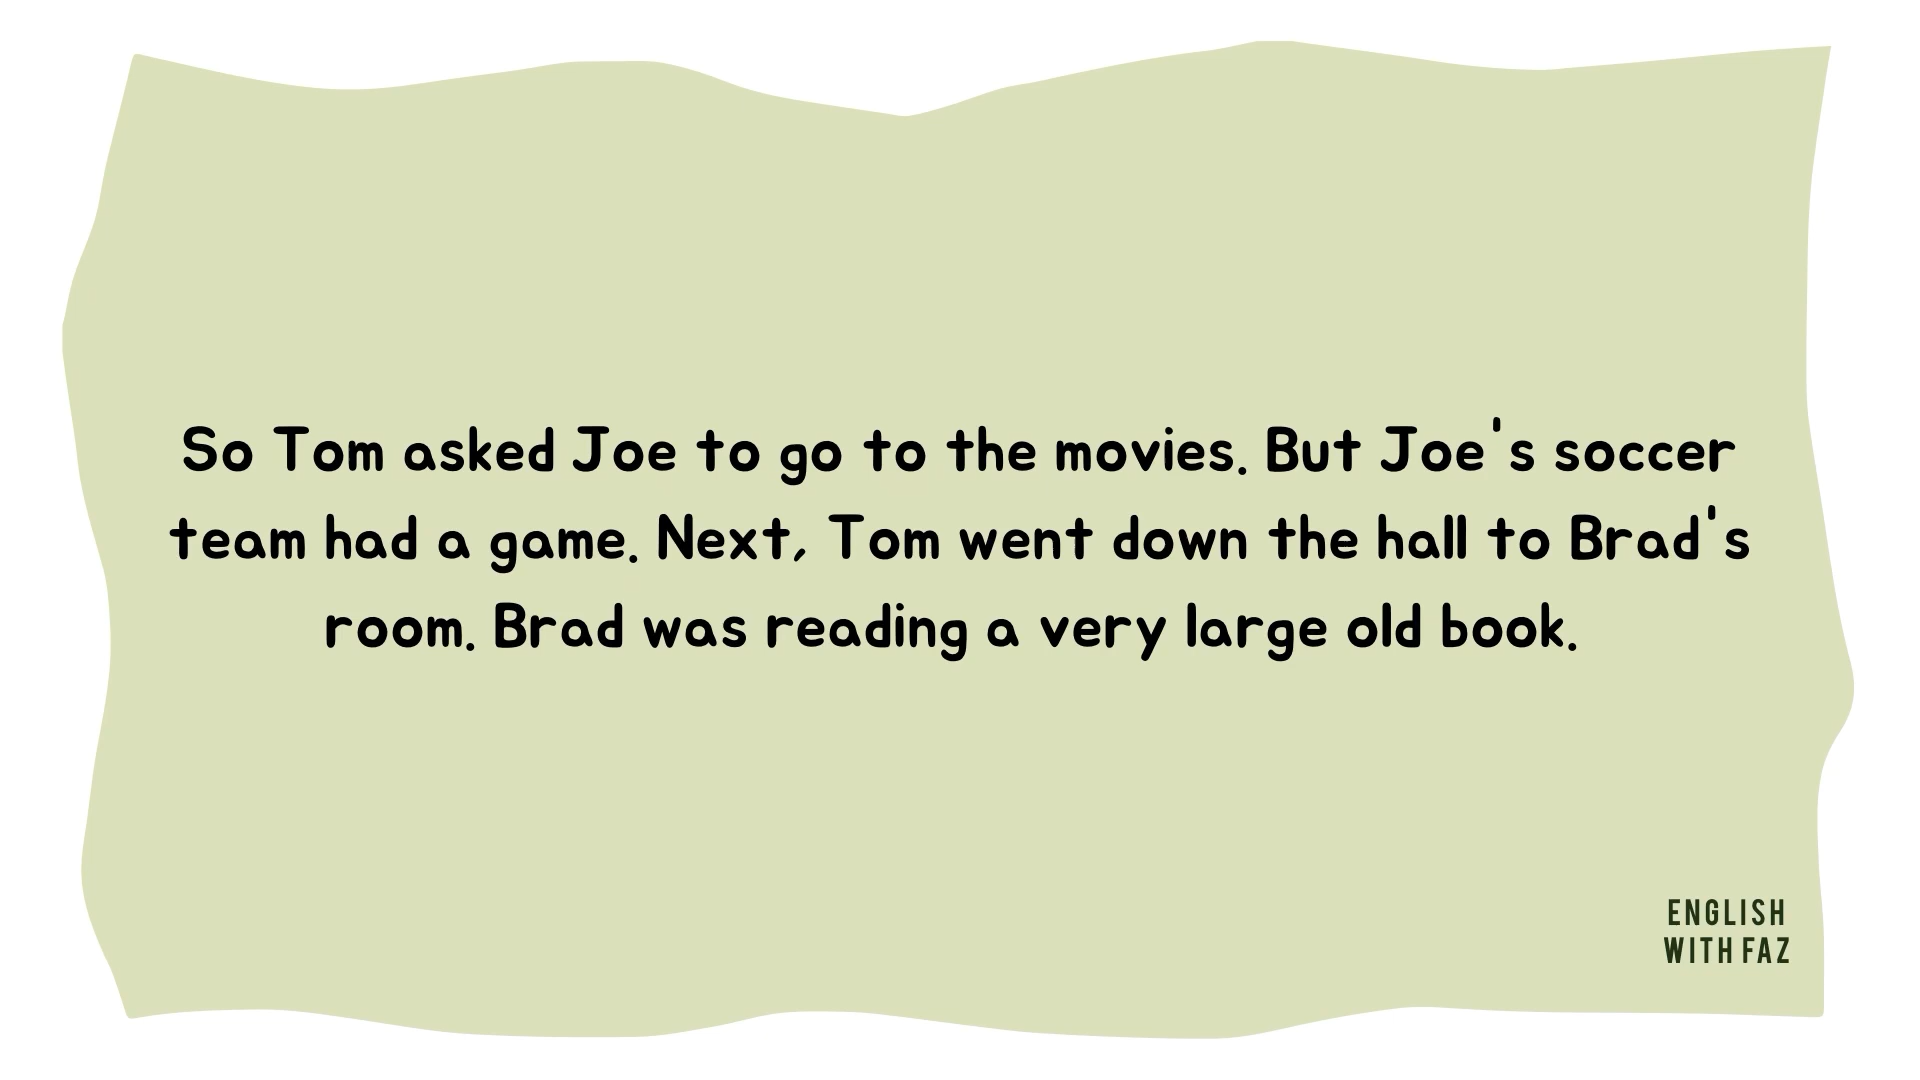 So Tom asked Joe to go to the movies. But Joe's soccer
team had a game. Next, Tom went down the hall to Brad's
room. Brad was reading a very large old book.
ENGLISH
WITH FAZ